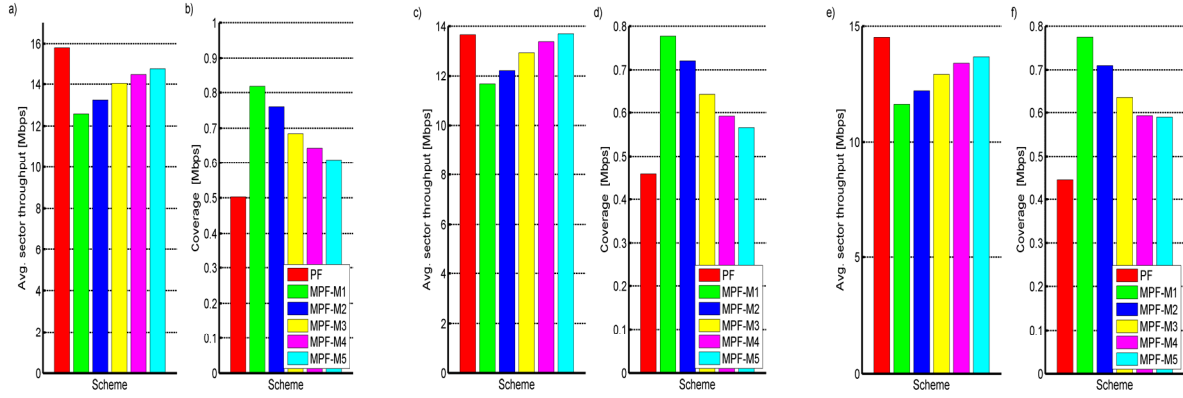 a)
Avg. sector throughput [Mbps]
16
14
12
10
8
6
4
2
0
Scheme
b)
Coverage [Mbps]
1
0.9
0.8
0.7
0.6
0.5
0.4
0.3
0.2
0.1
0
PF
MPF-M1
MPF-M2
MPF-M3
MPF-M4
MPF-M5
Scheme
c)
Avg. sector throughput [Mbps]
14
12
10
8
6
4
2
0
Scheme
d)
Coverage [Mbps]
0.8
0.7
0.6
0.5
0.4
0.3
0.2
0.1
0
PF
MPF-M1
MPF-M2
MPF-M3
MPF-M4
MPF-M5
Scheme
e)
Avg. sector throughput [Mbps]
15
10
5
0
Scheme
f)
Coverage [Mbps]
0.8
0.7
0.6
0.5
0.4
0.3
0.2
0.1
0
PF
MPF-M1
MPF-M2
MPF-M3
MPF-M4
MPF-M5
Scheme